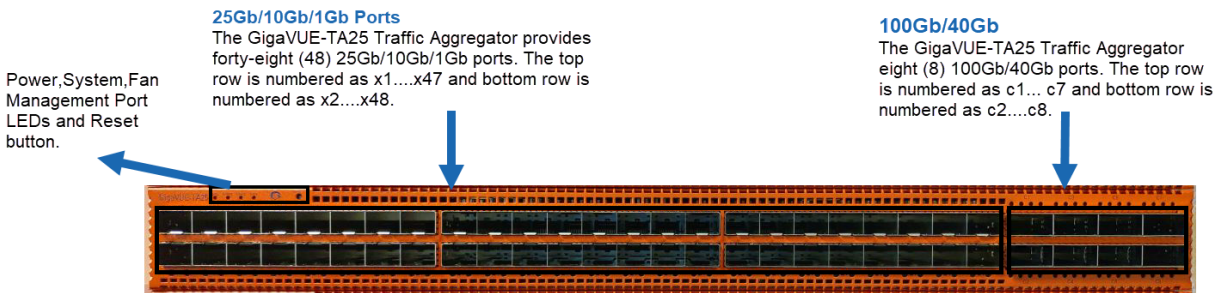 25Gb/10Gb/1Gb Ports
The GigaVUE-TA25 Traffic Aggregator provides
forty-eight (48) 25Gb/10Gb/1Gb ports. The top
row is numbered as x1....x47 and bottom row is
numbered as x2....x48.
100Gb/40Gb
The GigaVUE-TA25 Traffic Aggregator
eight (8) 100Gb/40Gb ports. The top row
is numbered as c1... c7 and bottom row is
numbered as c2....c8.
Power,System,Fan
Management Port
LEDs and Reset
button.
GigaVUE-TA25